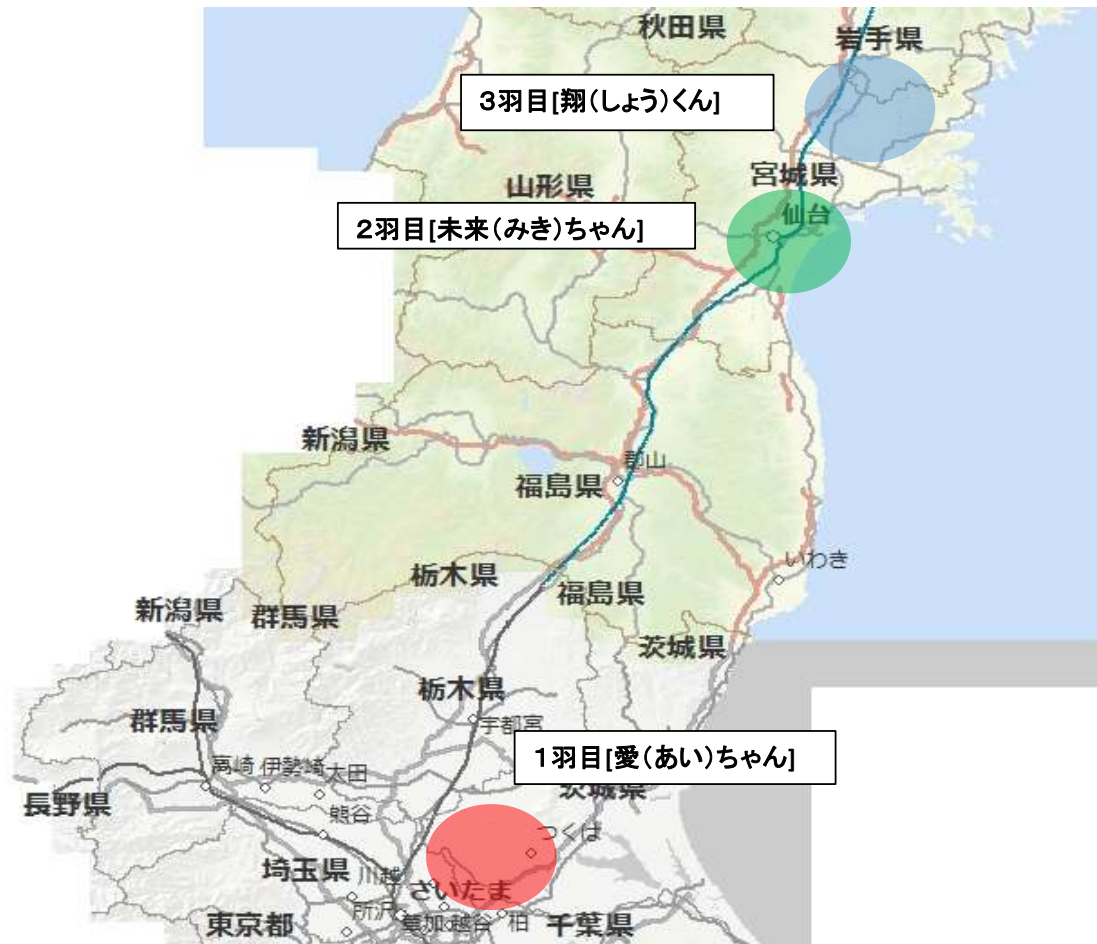 秋田県
岩手県
3羽目[翔(しょう)くん]
宮城県
山形県
仙台
2羽目[未来(みき)ちゃん]
新潟県
郡山
福島県
いわき
栃木県
福島県
新潟県
群馬県
茨城県
栃木県
群馬県
宇都宮
1羽目[愛(あい)ちゃん]
高崎
伊勢崎
太田
茨城県
長野県
熊谷
つくば
埼玉県
川越
さいたま
所沢
草加
越谷
柏
千葉県
東京都